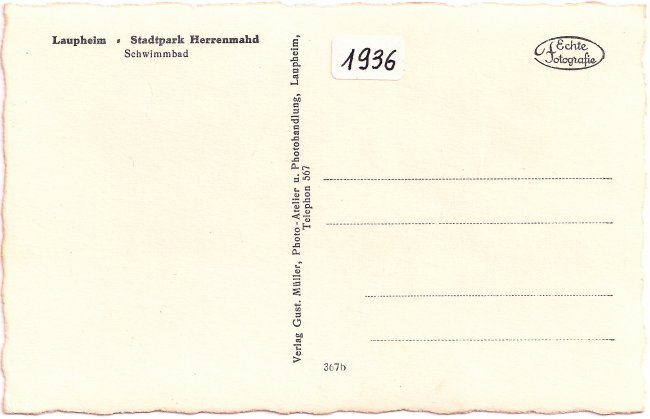 Laupheim • Stadtpark Herrenmahd
Schwimmbad
1936
Echte
Fotografie
Verlag Gust. Müller, Photo-Atelier u. Photohandlung, Laupheim,
Telephon 567
367b